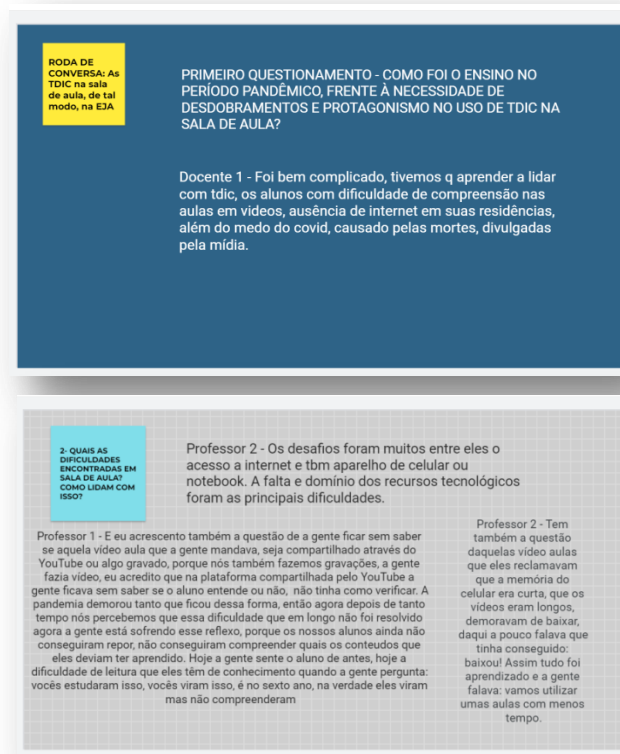 RODA DE
CONVERSA: As
TDIC na sala
de aula, de tal
modo, na EJA
PRIMEIRO QUESTIONAMENTO - COMO FOI O ENSINO NO
PERÍODO PANDÊMICO, FRENTE À NECESSIDADE DE
DESDOBRAMENTOS E PROTAGONISMO NO USO DE TDIC NA
SALA DE AULA?
Docente 1 - Foi bem complicado, tivemos q aprender a lidar
com tdic, os alunos com dificuldade de compreensão nas
aulas em videos, ausência de internet em suas residências,
além do medo do covid, causado pelas mortes, divulgadas
pela mídia.
2- QUAIS AS
DIFICULDADES
ENCONTRADAS EM
SALA DE AULA?
COMO LIDAM COM
ISSO?
Professor 2 - Os desafios foram muitos entre eles o
acesso a internet e tbm aparelho de celular ou
notebook. A falta e domínio dos recursos tecnológicos
foram as principais dificuldades.
Professor 1 - E eu acrescento também a questão de a gente ficar sem saber
se aquela vídeo aula que a gente mandava, seja compartilhado através do
YouTube ou algo gravado, porque nós também fazemos gravações, a gente
fazia vídeo, eu acredito que na plataforma compartilhada pelo YouTube a
gente ficava sem saber se o aluno entende ou não, não tinha como verificar. A
pandemia demorou tanto que ficou dessa forma, então agora depois de tanto
tempo nós percebemos que essa dificuldade que em longo não foi resolvido
agora a gente está sofrendo esse reflexo, porque os nossos alunos ainda não
conseguiram repor, não conseguiram compreender quais os conteudos que
eles deviam ter aprendido. Hoje a gente sente o aluno de antes, hoje a
dificuldade de leitura que eles têm de conhecimento quando a gente pergunta:
vocês estudaram isso, vocês viram isso, é no sexto ano, na verdade eles viram
mas não compreenderam
Professor 2 - Tem
também a questão
daquelas vídeo aulas
que eles reclamavam
que a memória do
celular era curta, que os
vídeos eram longos,
demoravam de baixar,
daqui a pouco falava que
tinha conseguido:
baixou! Assim tudo foi
aprendizado e a gente
falava: vamos utilizar
umas aulas com menos
tempo.